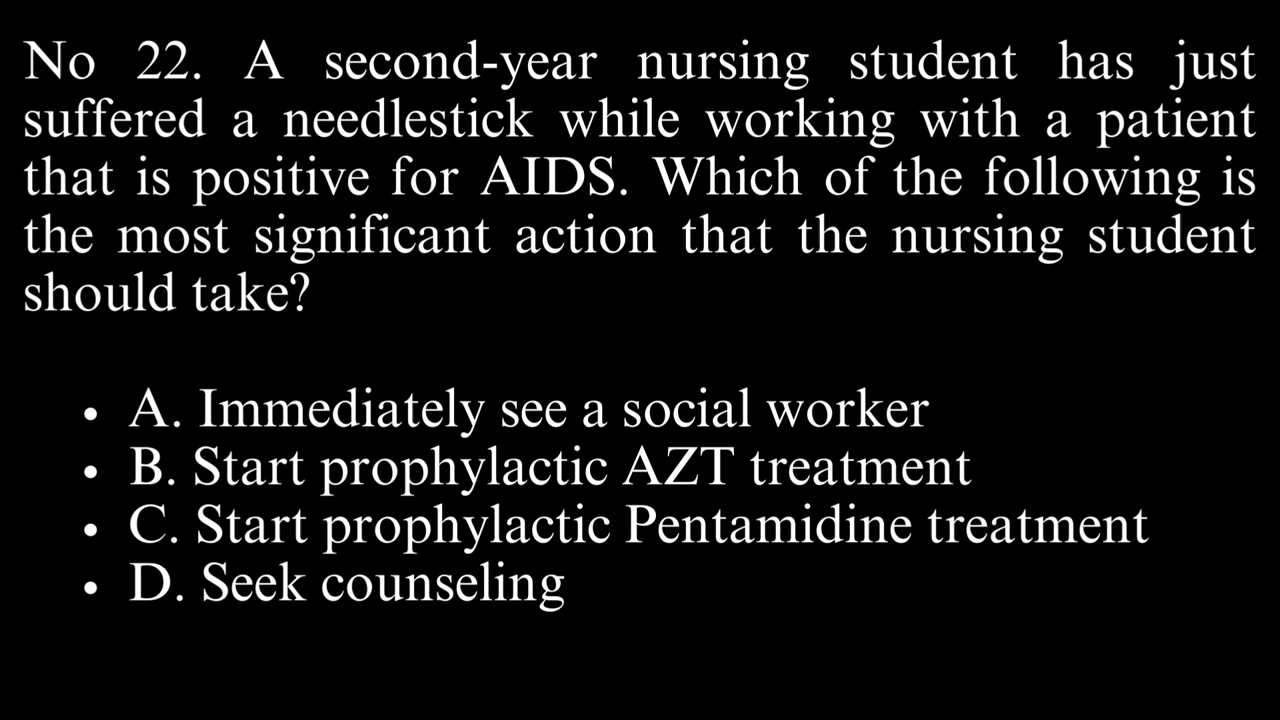 No 22. A second-year nursing student has just
suffered a needlestick while working with a patient
that is positive for AIDS. Which of the following is
the most significant action that the nursing student
should take?
• A. Immediately see a social worker
• B. Start prophylactic AZT treatment
• C. Start prophylactic Pentamidine treatment
• D. Seek counseling